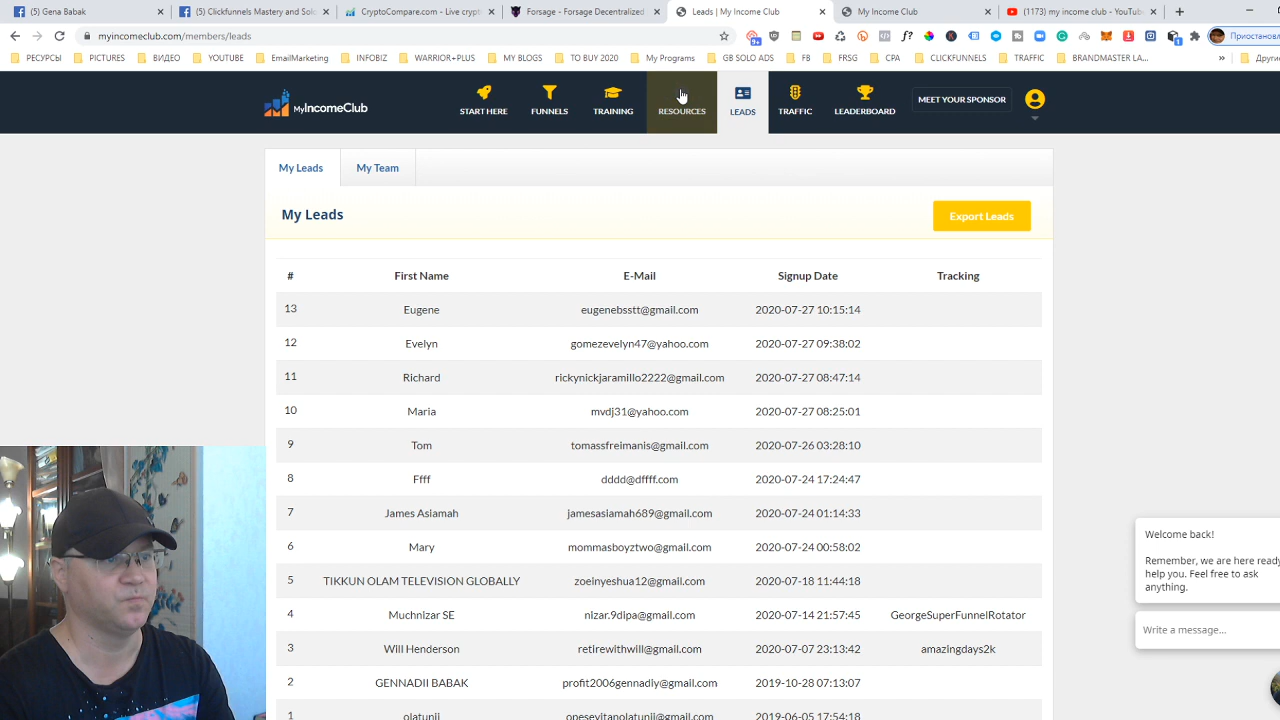 (5) Gena Babak
(5) Clickfunnels Mastery and Solu
CryptoCompare.com - Live crypt
Forsage - Forsage Decentralized
Leads | My Income Club
My Income Club
(1173) my income club - YouTub
myincomeclub.com/members/leads
9+
f?
1
Приостановл
РЕСУРСЫ
PICTURES
ВИДЕО
YOUTUBE
EmailMarketing
INFOBIZ
WARRIOR+PLUS
MY BLOGS
TO BUY 2020
My Programs
GB SOLO ADS
FB
FRSG
CPA
CLICKFUNNELS
TRAFFIC
BRANDMASTER LA...
»
Други
MyINCOMECLUB
START HERE
FUNNELS
TRAINING
RESOURCES
LEADS
TRAFFIC
LEADERBOARD
MEET YOUR SPONSOR
My Leads
My Team
My Leads
Export Leads
# First Name E-Mail Signup Date Tracking
13 Eugene eugenebsstt@gmail.com 2020-07-27 10:15:14
12 Evelyn gomezevelyn47@yahoo.com 2020-07-27 09:38:02
11 Richard rickynickjaramillo2222@gmail.com 2020-07-27 08:47:14
10 Maria mvdj31@yahoo.com 2020-07-27 08:25:01
9 Tom tomassfreimanis@gmail.com 2020-07-26 03:28:10
8 Ffff dddd@dffff.com 2020-07-24 17:24:47
7 James Asiamah jamesasiamah689@gmail.com 2020-07-24 01:14:33
6 Mary mommasboyztwo@gmail.com 2020-07-24 00:58:02
5 TIKKUN OLAM TELEVISION GLOBALLY zoeinyeshua12@gmail.com 2020-07-18 11:44:18
4 Muchnizar SE nizar.9dipa@gmail.com 2020-07-14 21:57:45 GeorgeSuperFunnelRotator
3 Will Henderson retirewithwill@gmail.com 2020-07-07 23:13:42 amazingdays2k
2 GENNADII BABAK profit2006gennadiy@gmail.com 2019-10-28 07:13:07
1 olatunji opeseyitanolatunji@gmail.com 2019-06-05 17:54:18
Welcome back!
Remember, we are here ready
help you. Feel free to ask
anything.
Write a message...